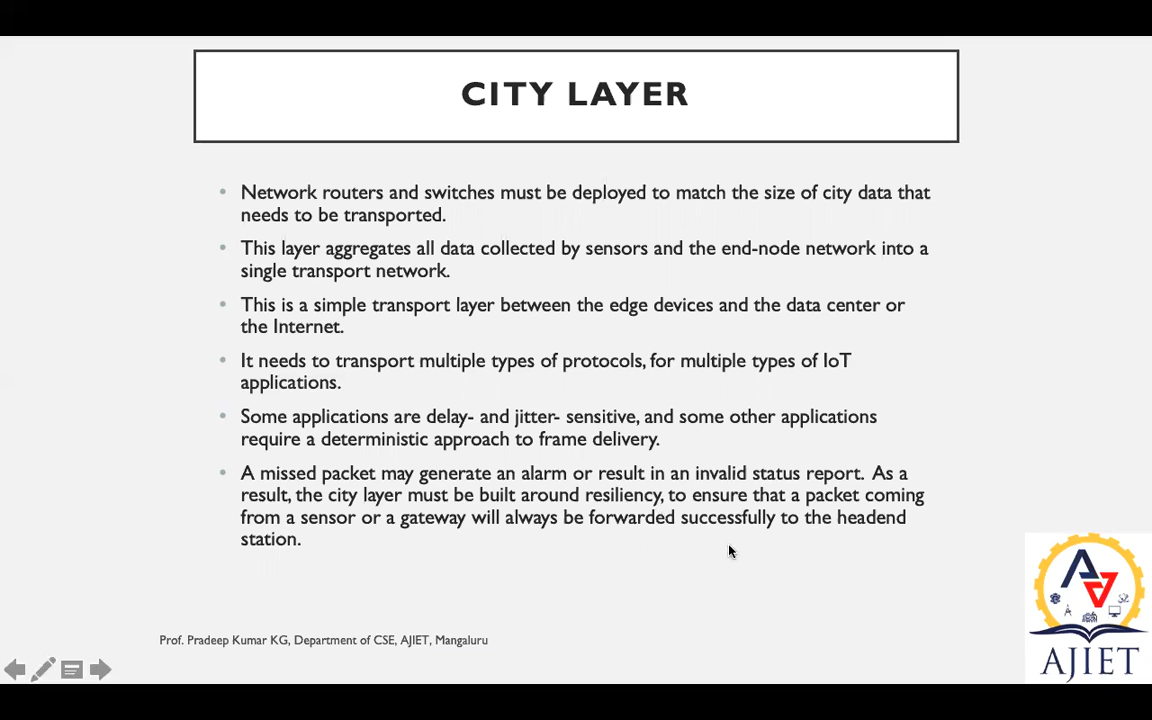 CITY LAYER
• Network routers and switches must be deployed to match the size of city data that
needs to be transported.
• This layer aggregates all data collected by sensors and the end-node network into a
single transport network.
• This is a simple transport layer between the edge devices and the data center or
the Internet.
• It needs to transport multiple types of protocols, for multiple types of IoT
applications.
• Some applications are delay- and jitter- sensitive, and some other applications
require a deterministic approach to frame delivery.
• A missed packet may generate an alarm or result in an invalid status report. As a
result, the city layer must be built around resiliency, to ensure that a packet coming
from a sensor or a gateway will always be forwarded successfully to the headend
station.
Prof. Pradeep Kumar KG, Department of CSE, AJIET, Mangaluru
AJIET